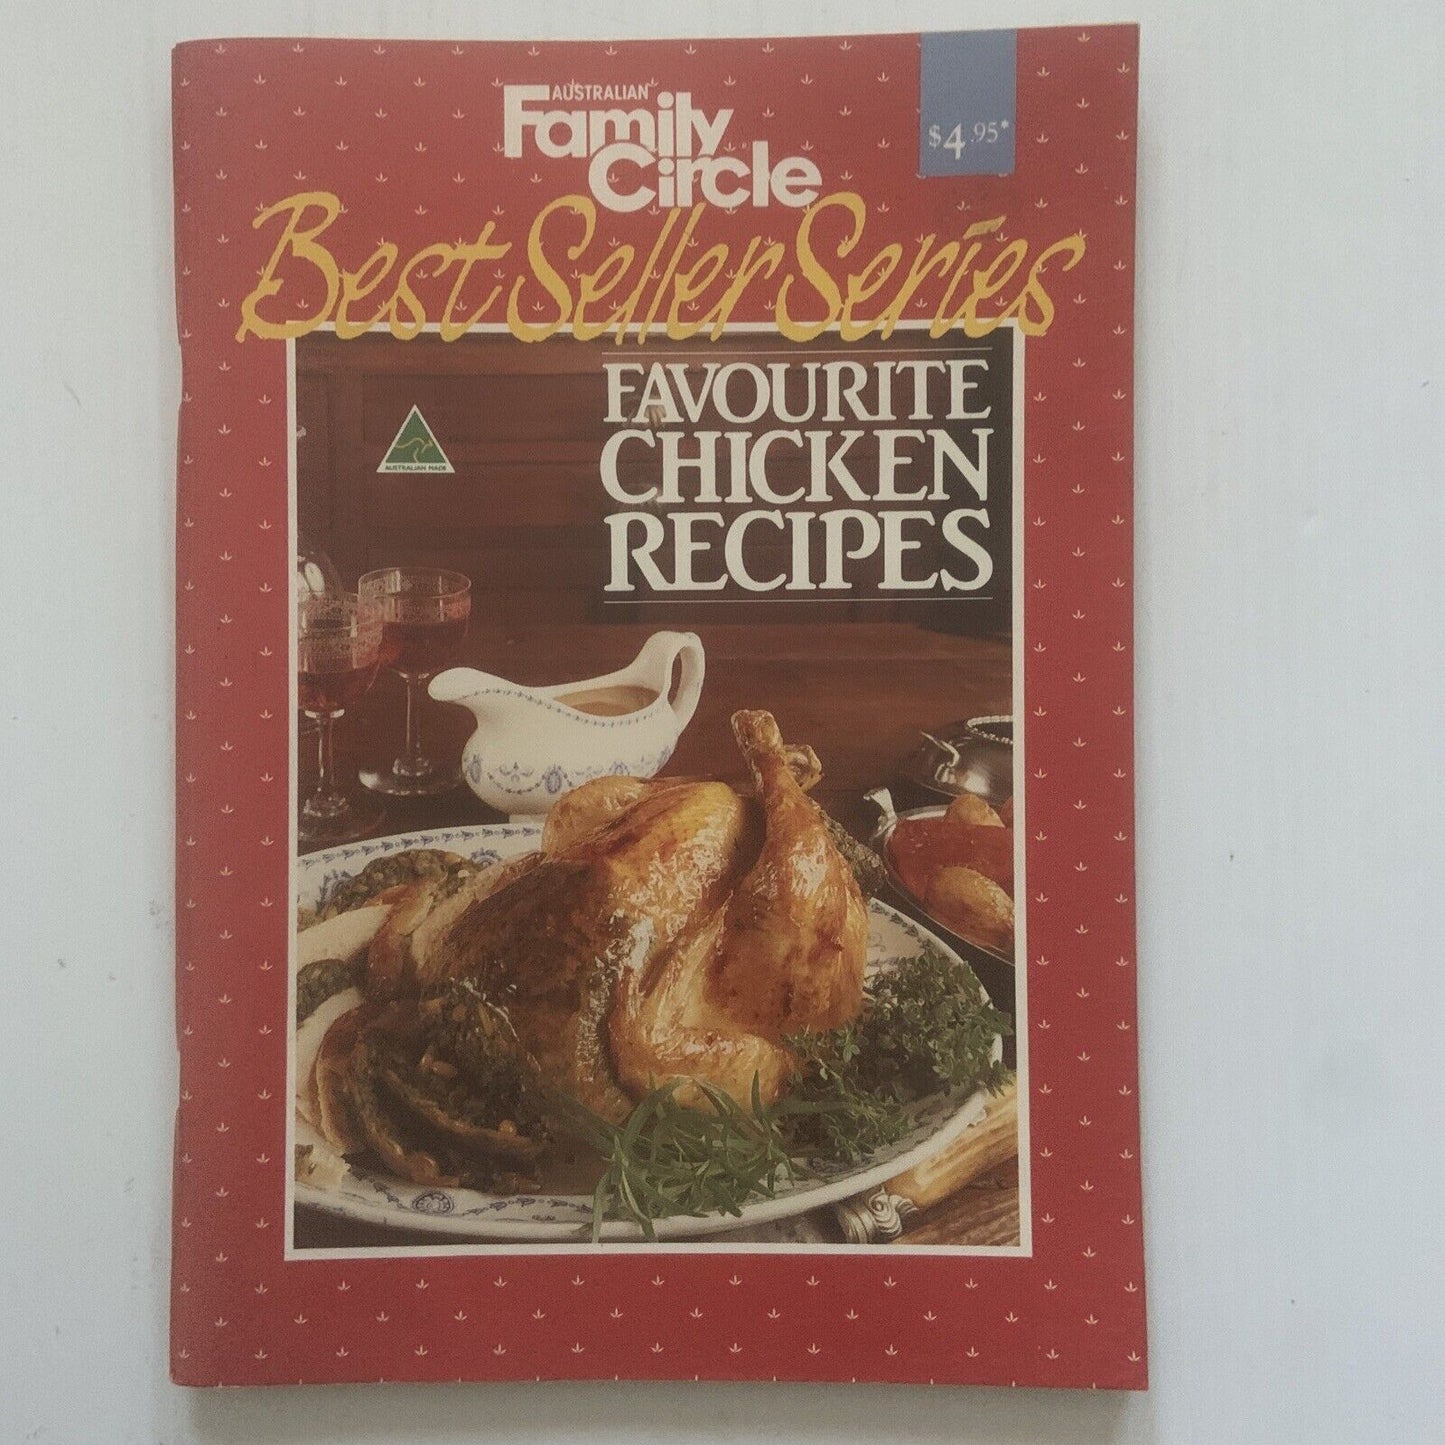 AUSTRALIAN
Family
Circle
$4.95*
Best Seller Series
FAVOURITE
CHICKEN
RECIPES
AUSTRALIAN MADE